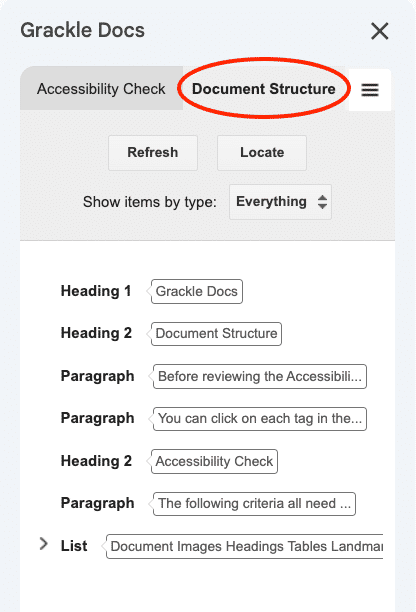 Grackle Docs
Accessibility Check Document Structure
Refresh Locate
Show items by type: Everything
Heading 1 Grackle Docs
Heading 2 Document Structure
Paragraph Before reviewing the Accessibili...
Paragraph You can click on each tag in the...
Heading 2 Accessibility Check
Paragraph The following criteria all need ...
List Document Images Headings Tables Landmar